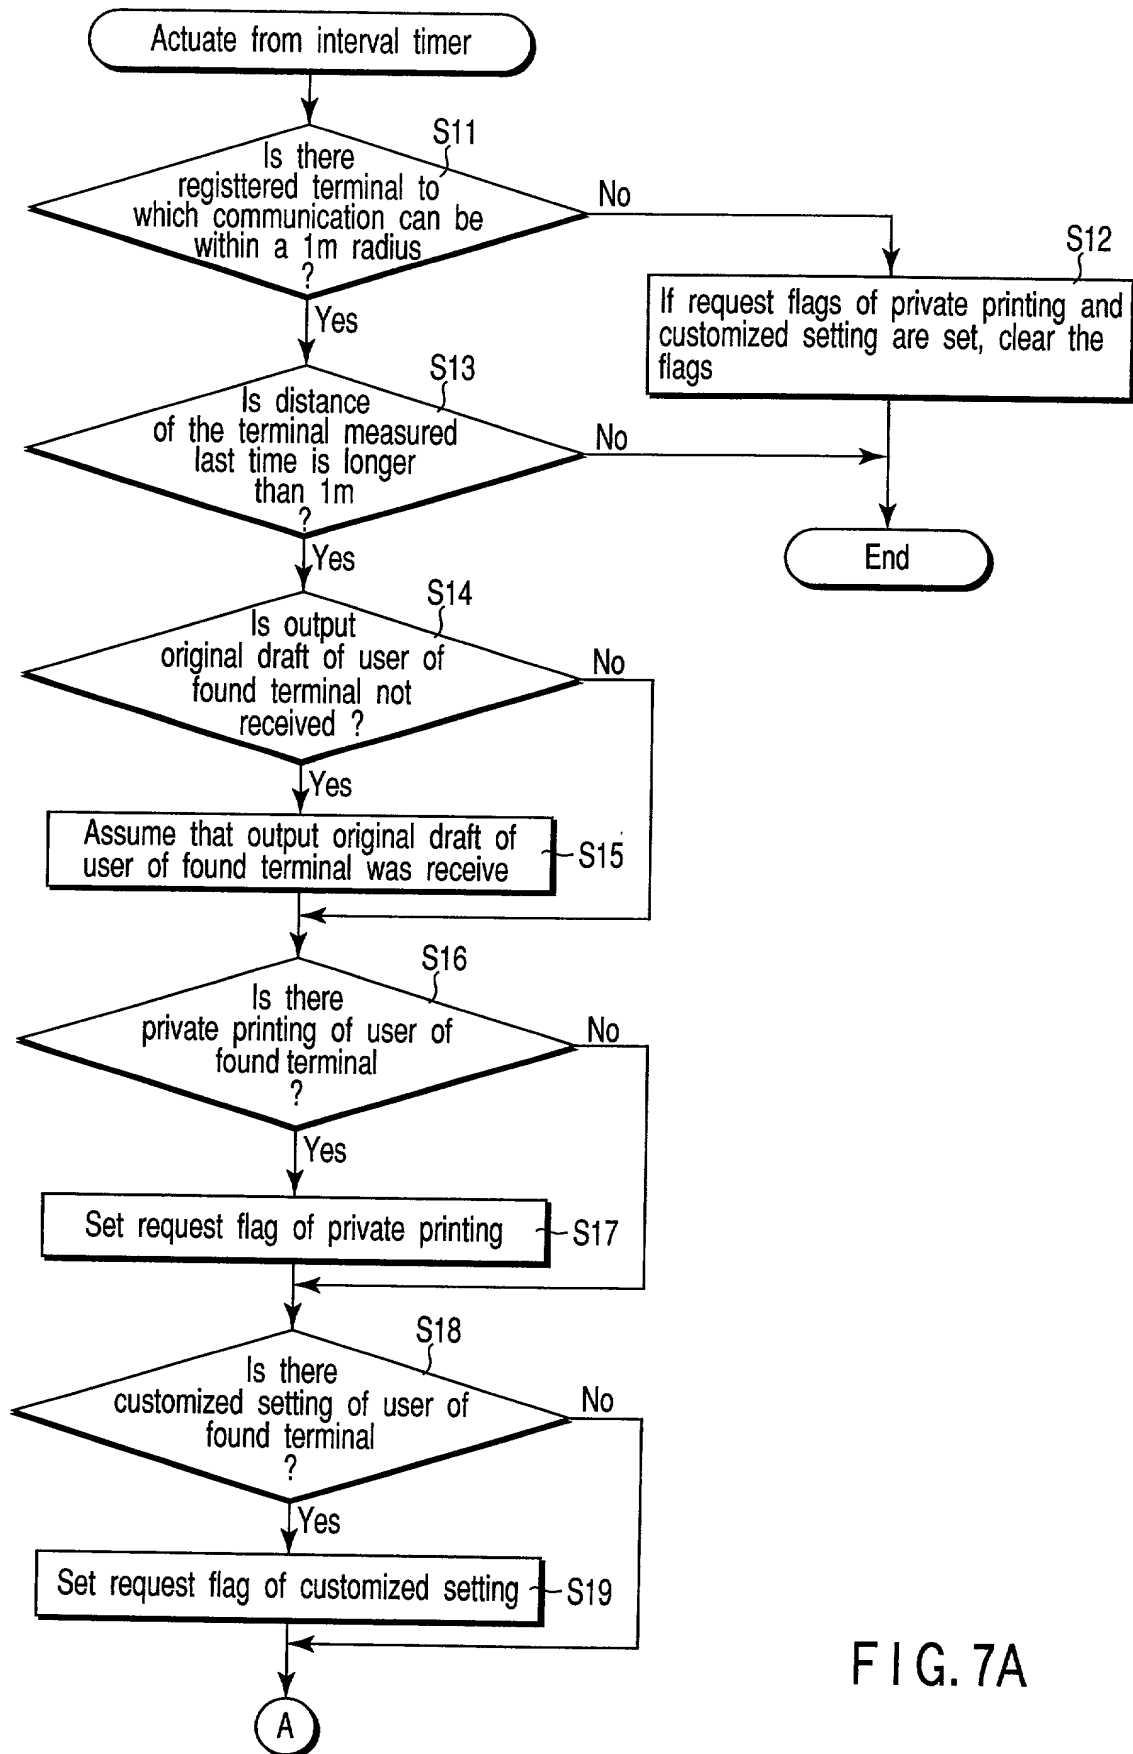 Actuate from interval timer
S11
Is there
registtered terminal to
which communication can be
within a 1m radius
?
No
Yes
S12
If request flags of private printing and
customized setting are set, clear the
flags
S13
Is distance
of the terminal measured
last time is longer
than 1m
?
No
Yes
End
S14
Is output
original draft of user of
found terminal not
received ?
No
Yes
Assume that output original draft of
user of found terminal was receive
S15
S16
Is there
private printing of user of
found terminal
?
No
Yes
Set request flag of private printing
S17
S18
Is there
customized setting of user of
found terminal
?
No
Yes
Set request flag of customized setting
S19
A
FIG. 7A